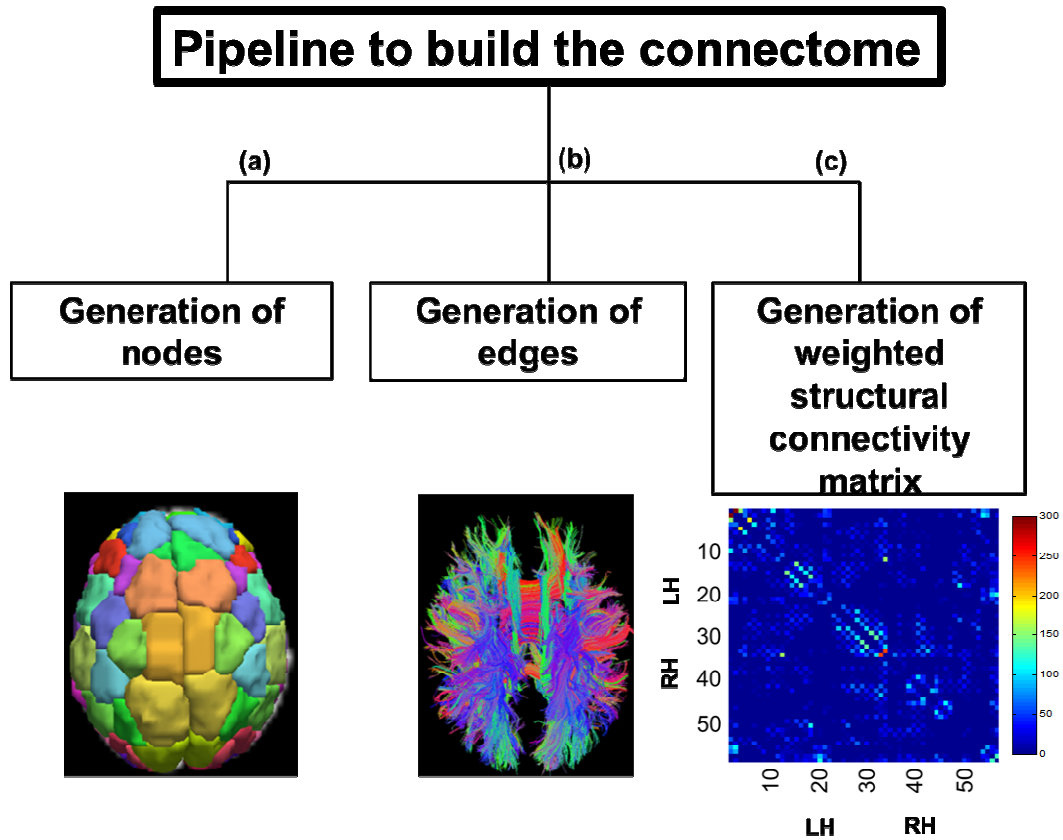 Pipeline to build the connectome
(a)
(b)
(c)
Generation of
nodes
Generation of
edges
Generation of
weighted
structural
connectivity
matrix
10
20
30
40
50
LH
RH
10
20
30
40
50
LH
RH
300
250
200
150
100
50
0